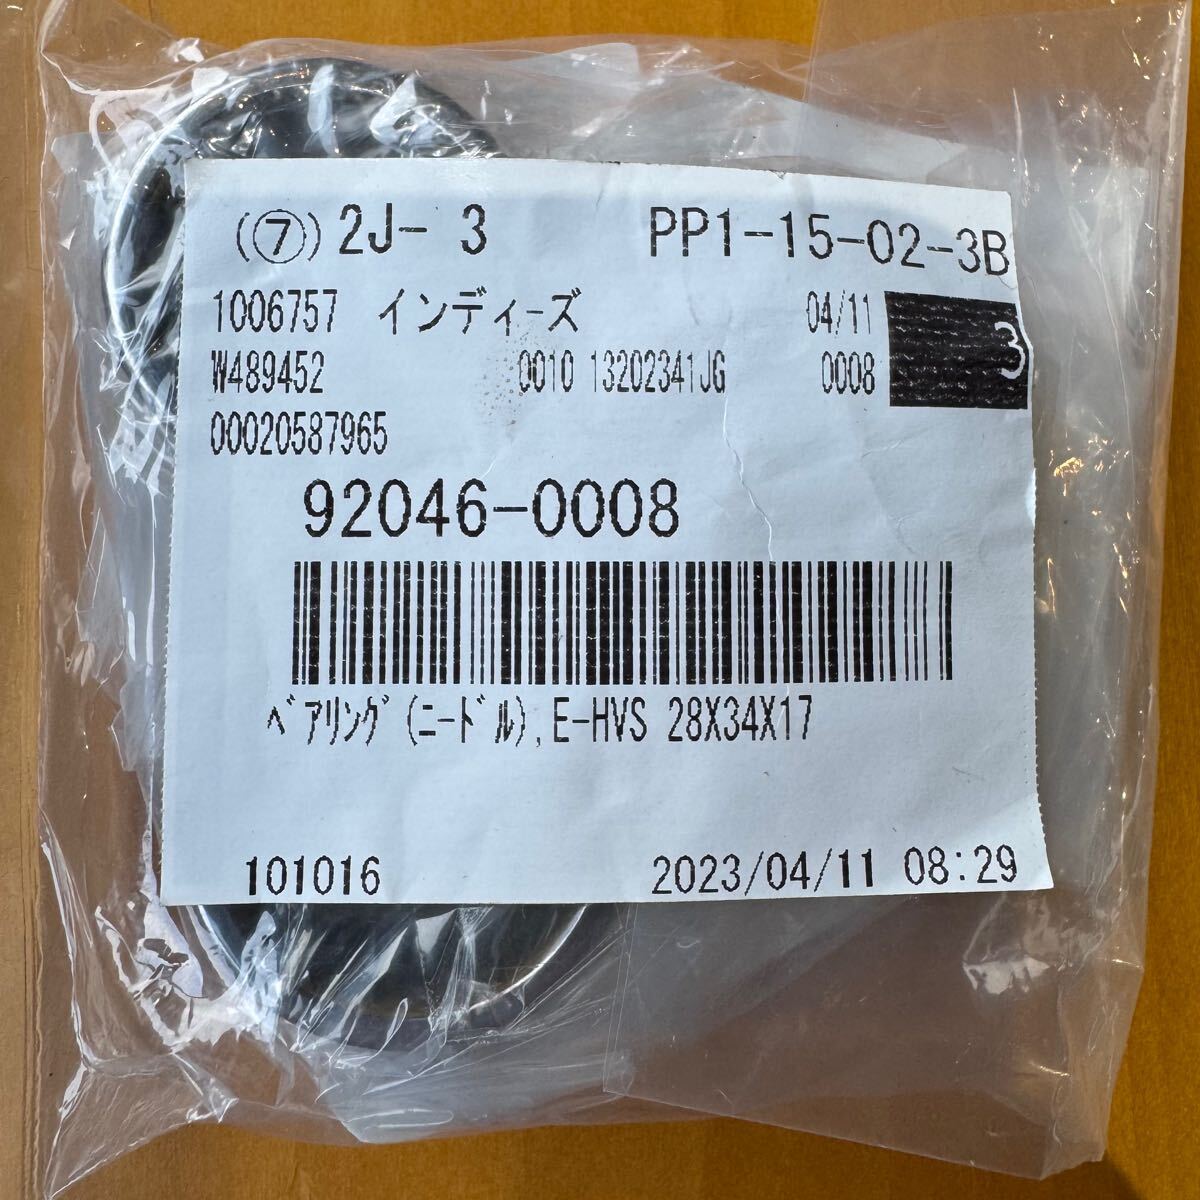 (⑦) 2J- 3 PP1-15-02-3B
1006757 インディ-ズ 04/11 3
W489452 0010 13202341JG 0008
00020587965
92046-0008
ベアリング(ニードル),E-HVS 28X34X17
101016 2023/04/11 08:29